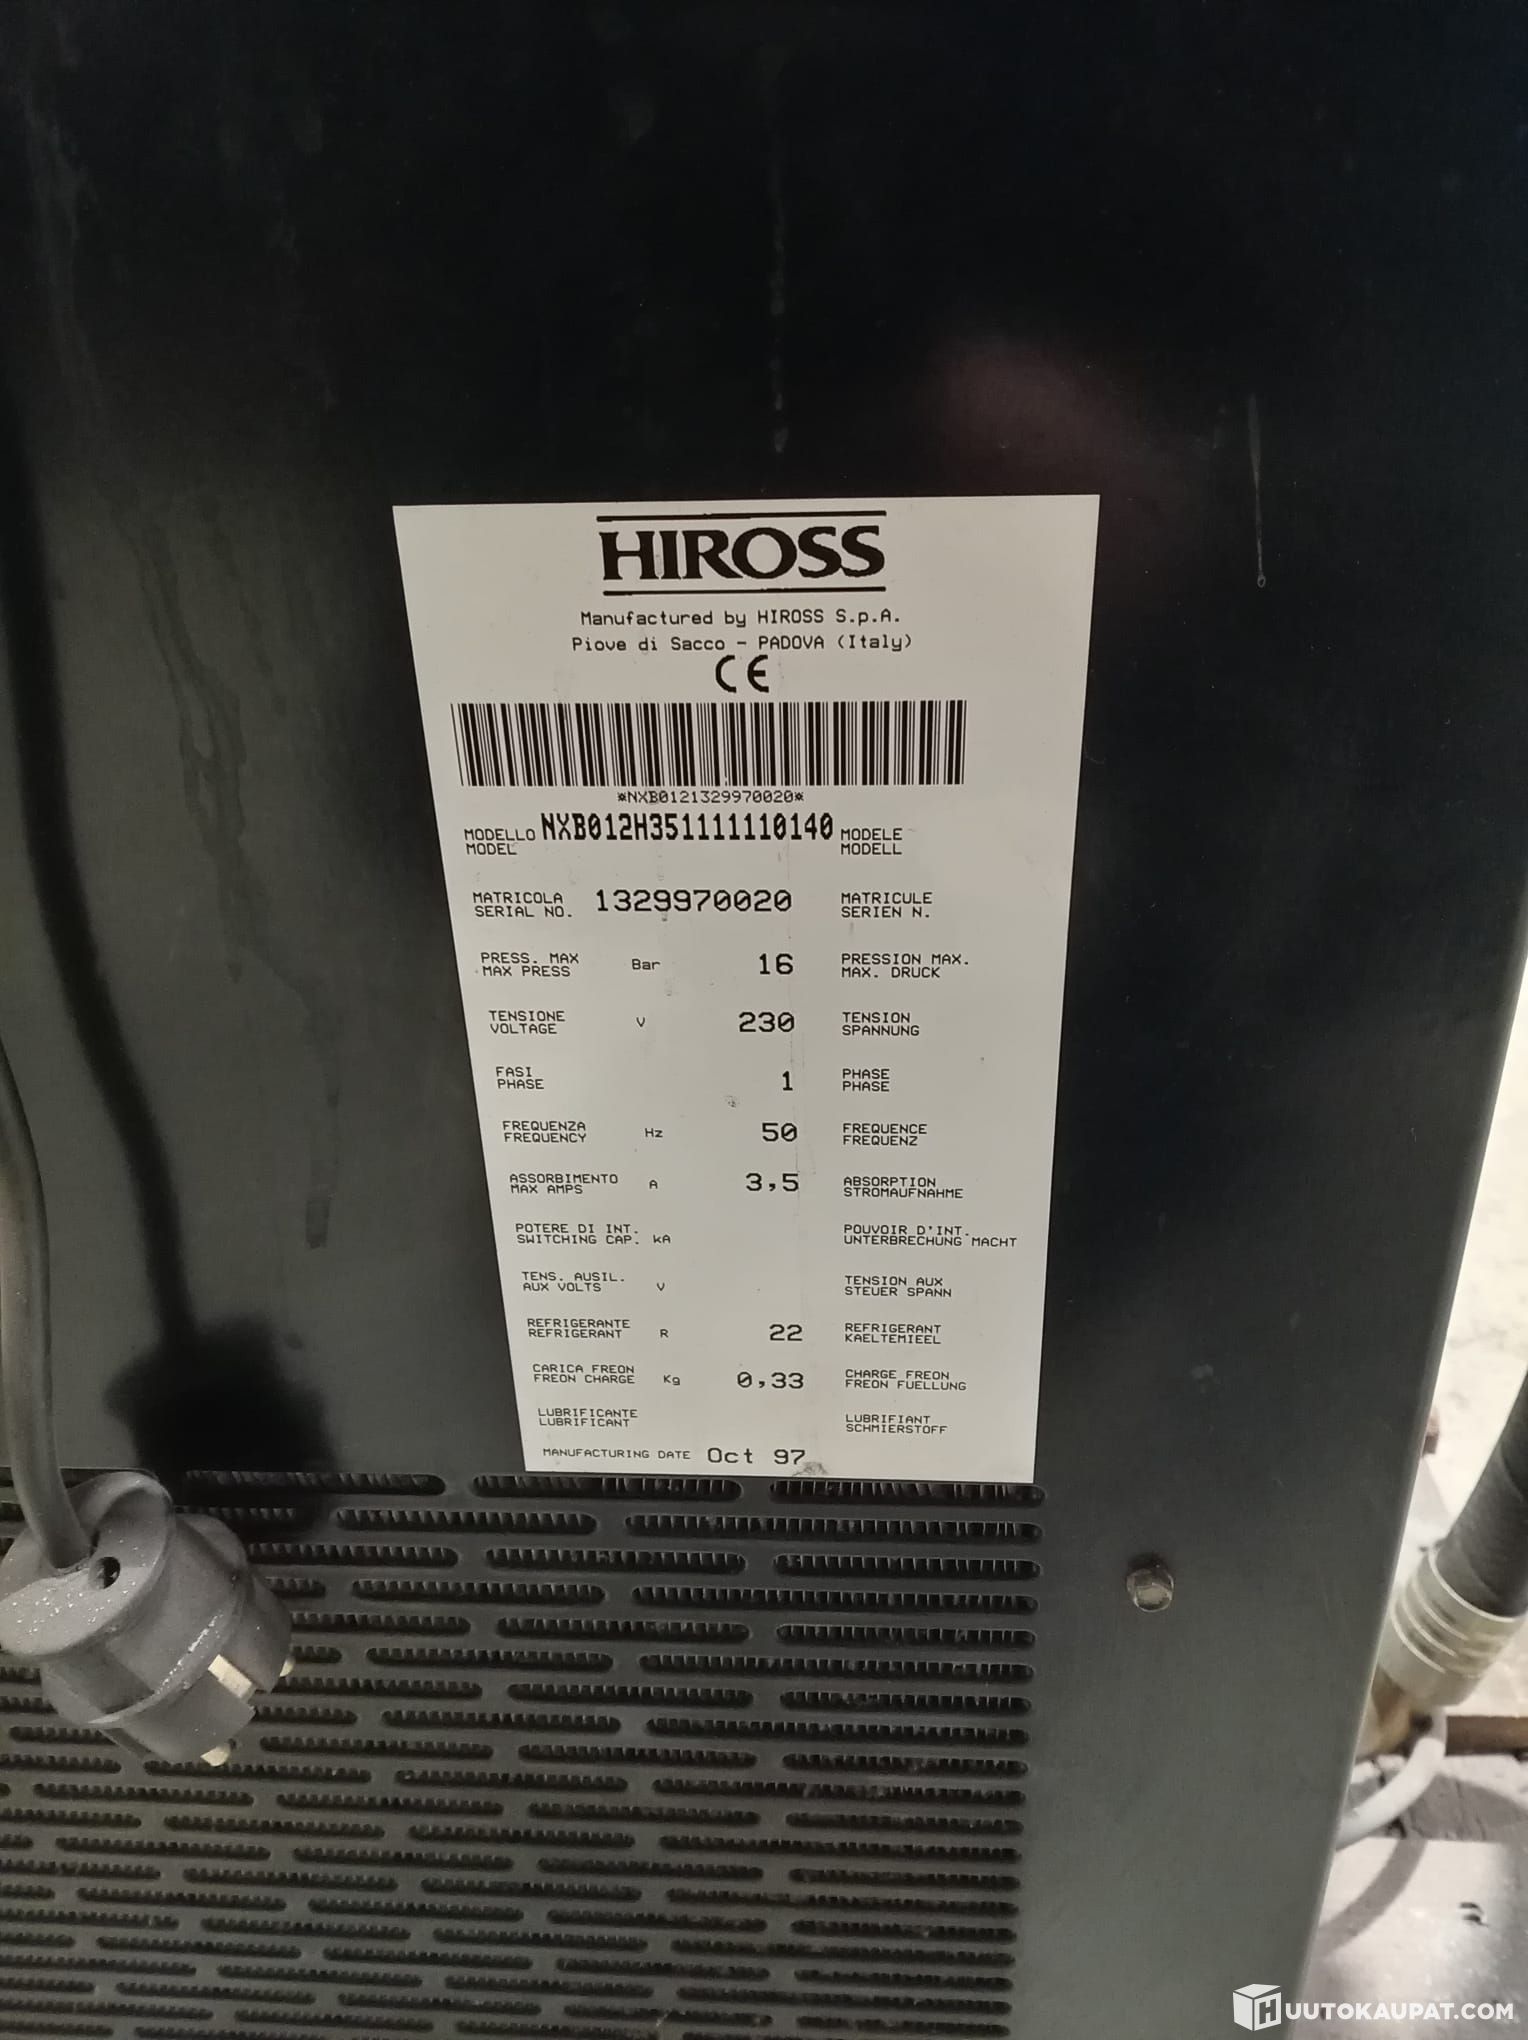 HIROSS
Manufactured by HIROSS S.p.A.
Piove di Sacco - PADOVA (Italy)
CE
*NXB0121329970020*
MODELLO NXB012H351111110140 MODELE
MODEL MODELL
MATRICOLA 1329970020 MATRICULE
SERIAL NO. SERIEN N.
PRESS. MAX Bar 16 PRESSION MAX.
MAX PRESS MAX. DRUCK
TENSIONE V 230 TENSION
VOLTAGE SPANNUNG
FASI 1 PHASE
PHASE PHASE
FREQUENZA Hz 50 FREQUENCE
FREQUENCY FREQUENZ
ASSORBIMENTO A 3,5 ABSORPTION
MAX AMPS STROMAUFNAHME
POTERE DI INT. POUVOIR D'INT.
SWITCHING CAP. kA UNTERBRECHUNG MACHT
TENS. AUSIL. V TENSION AUX
AUX VOLTS STEUER SPANN
REFRIGERANTE R 22 REFRIGERANT
REFRIGERANT KAELTEMIEEL
CARICA FREON Kg 0,33 CHARGE FREON
FREON CHARGE FREON FUELLUNG
LUBRIFICANTE LUBRIFIANT
LUBRIFICANT SCHMIERSTOFF
MANUFACTURING DATE Oct 97
HUUTOKAUPAT.COM